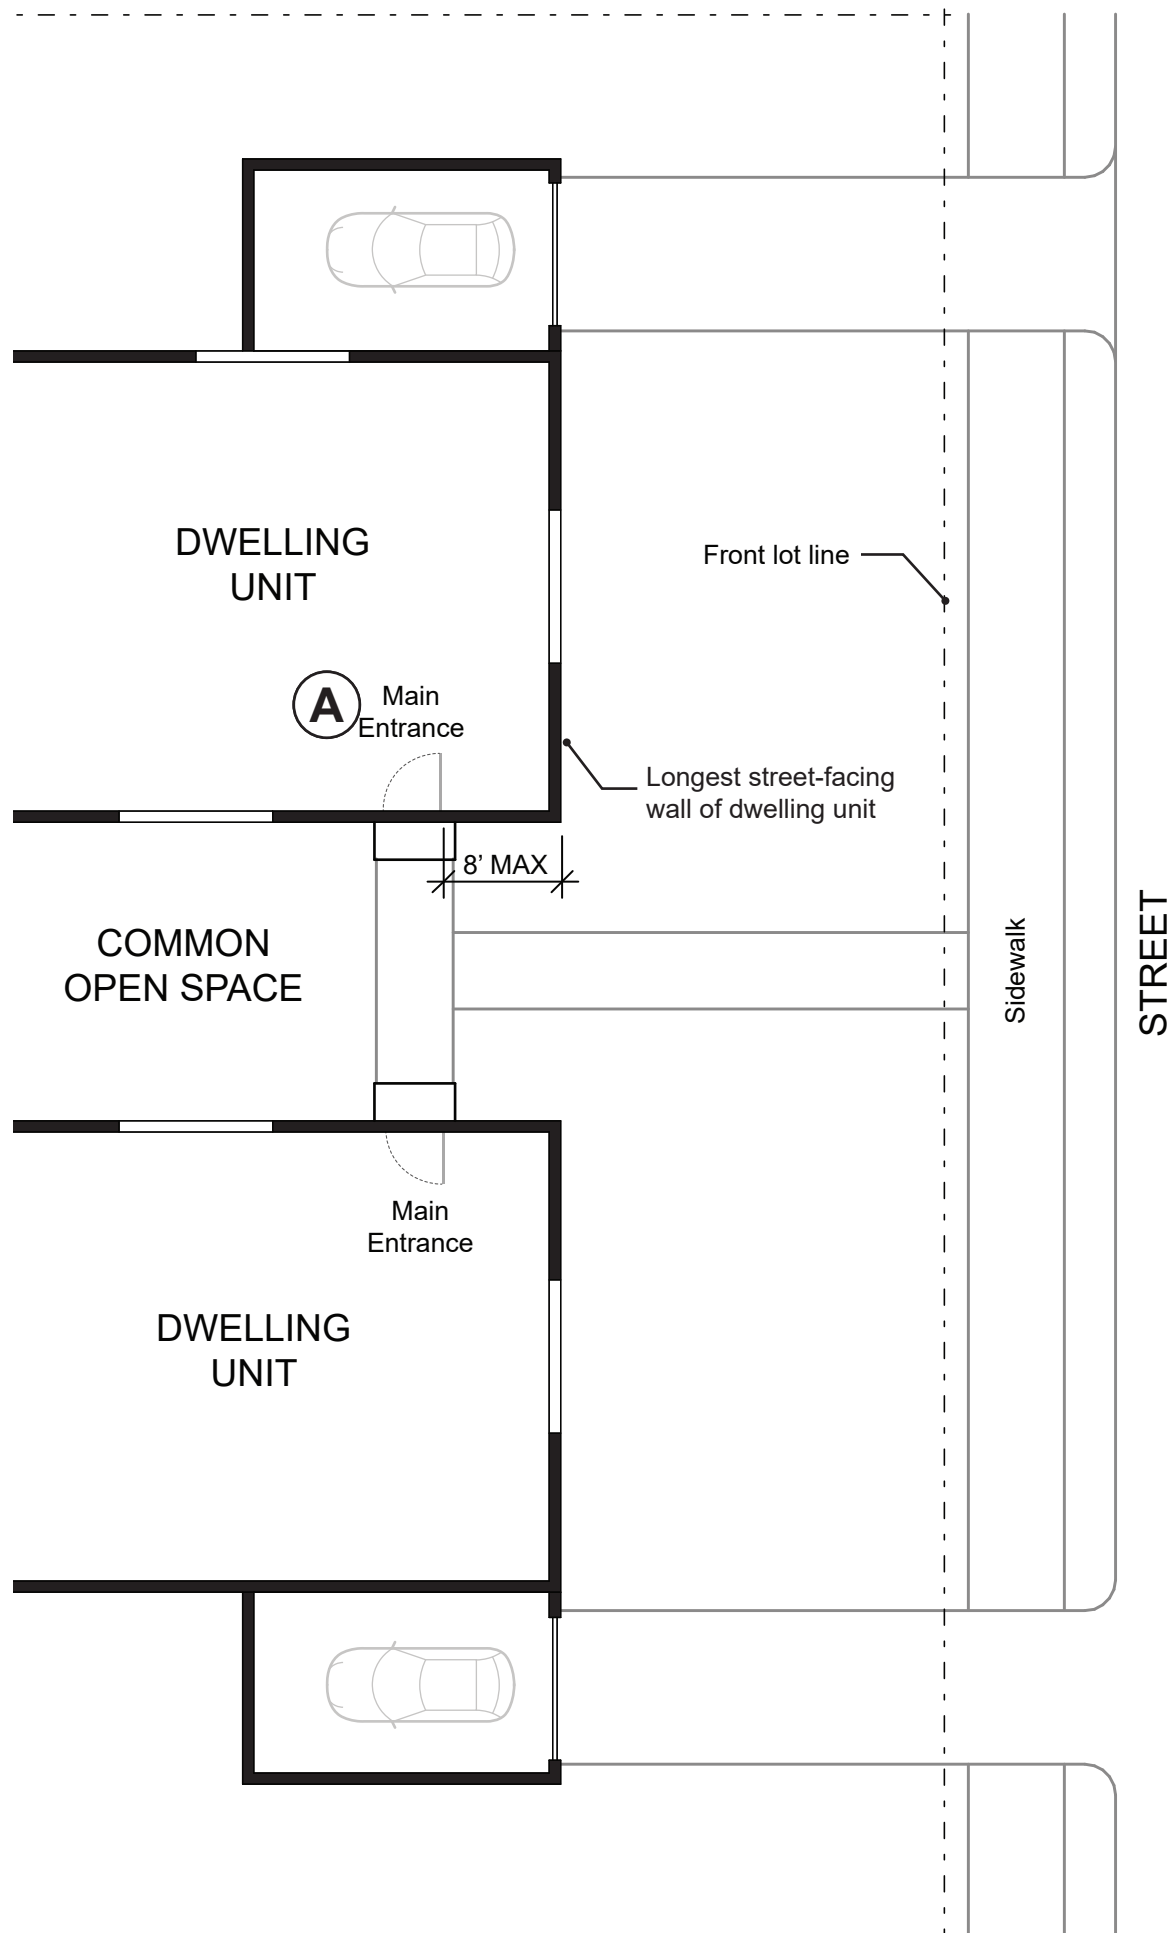 DWELLING
UNIT
Front lot line
A
Main
Entrance
Longest street-facing
wall of dwelling unit
8’ MAX
COMMON
OPEN SPACE
Sidewalk
STREET
Main
Entrance
DWELLING
UNIT